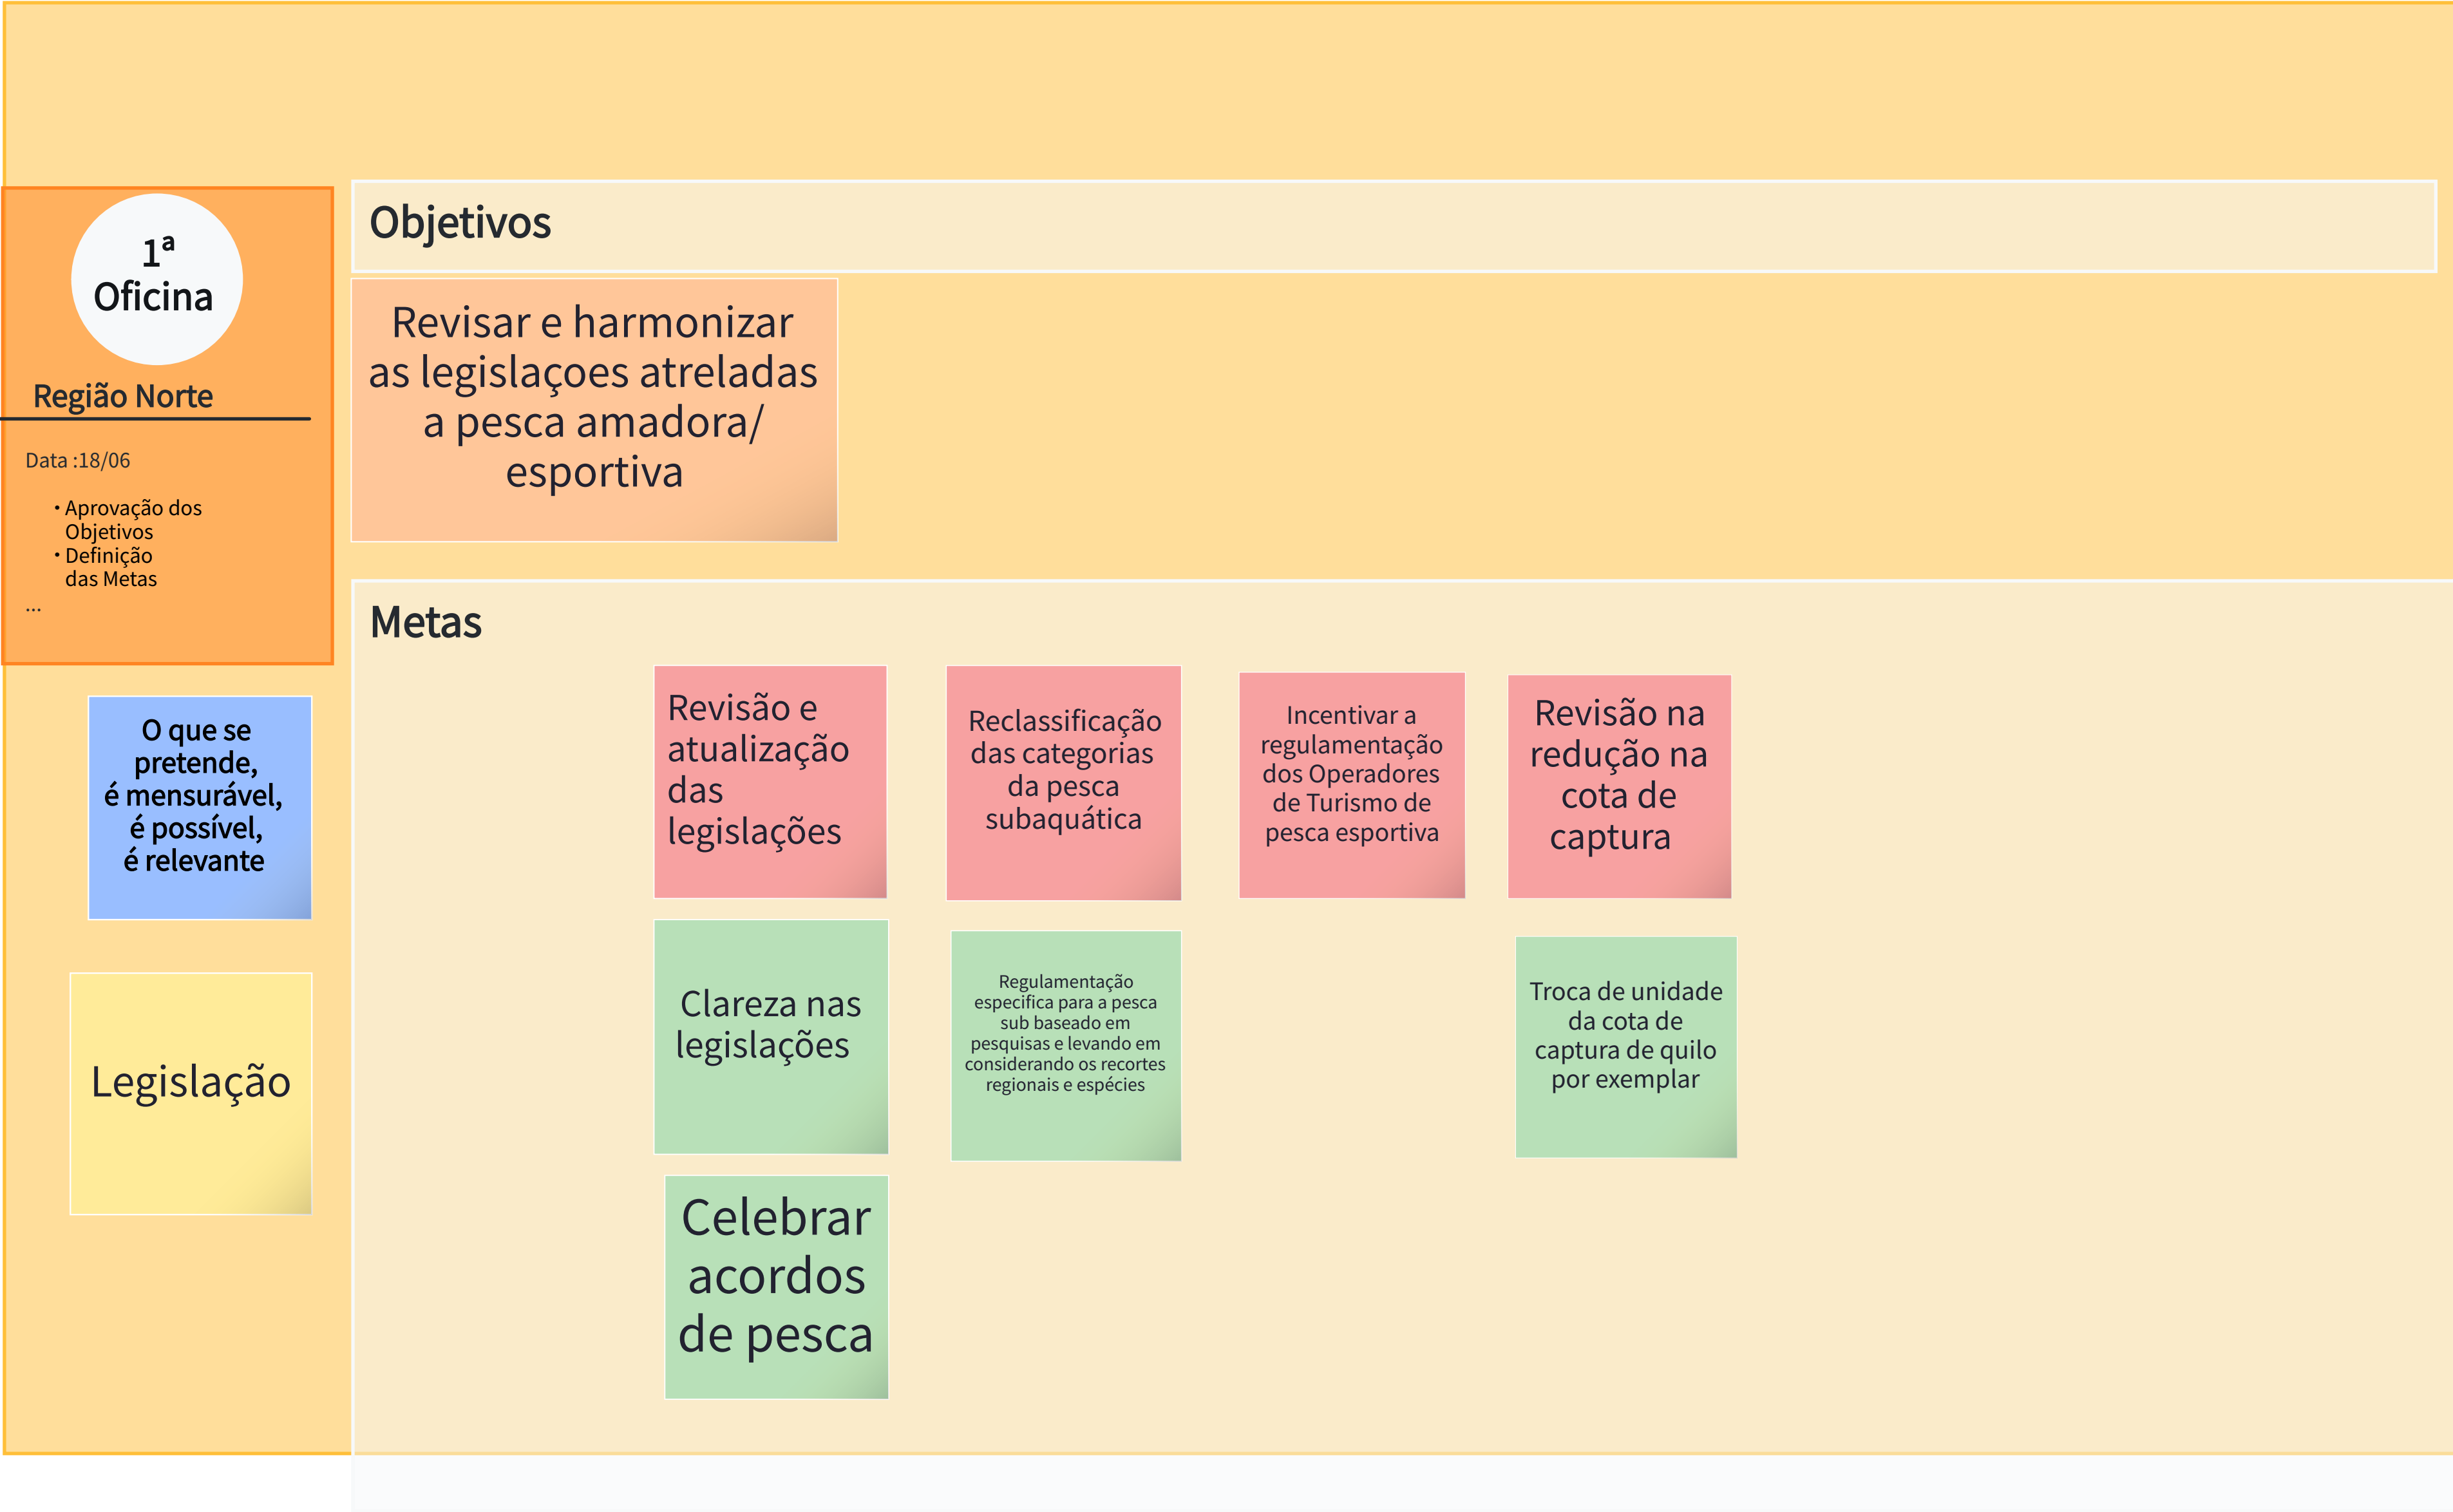 1ª
Oficina
Região Norte
Data :18/06
• Aprovação dos
Objetivos
• Definição
das Metas
...
O que se
pretende,
é mensurável,
é possível,
é relevante
Legislação
Objetivos
Revisar e harmonizar
as legislaçoes atreladas
a pesca amadora/
esportiva
Metas
Revisão e
atualização
das
legislações
Reclassificação
das categorias
da pesca
subaquática
Incentivar a
regulamentação
dos Operadores
de Turismo de
pesca esportiva
Revisão na
redução na
cota de
captura
Clareza nas
legislações
Regulamentação
especifica para a pesca
sub baseado em
pesquisas e levando em
considerando os recortes
regionais e espécies
Troca de unidade
da cota de
captura de quilo
por exemplar
Celebrar
acordos
de pesca